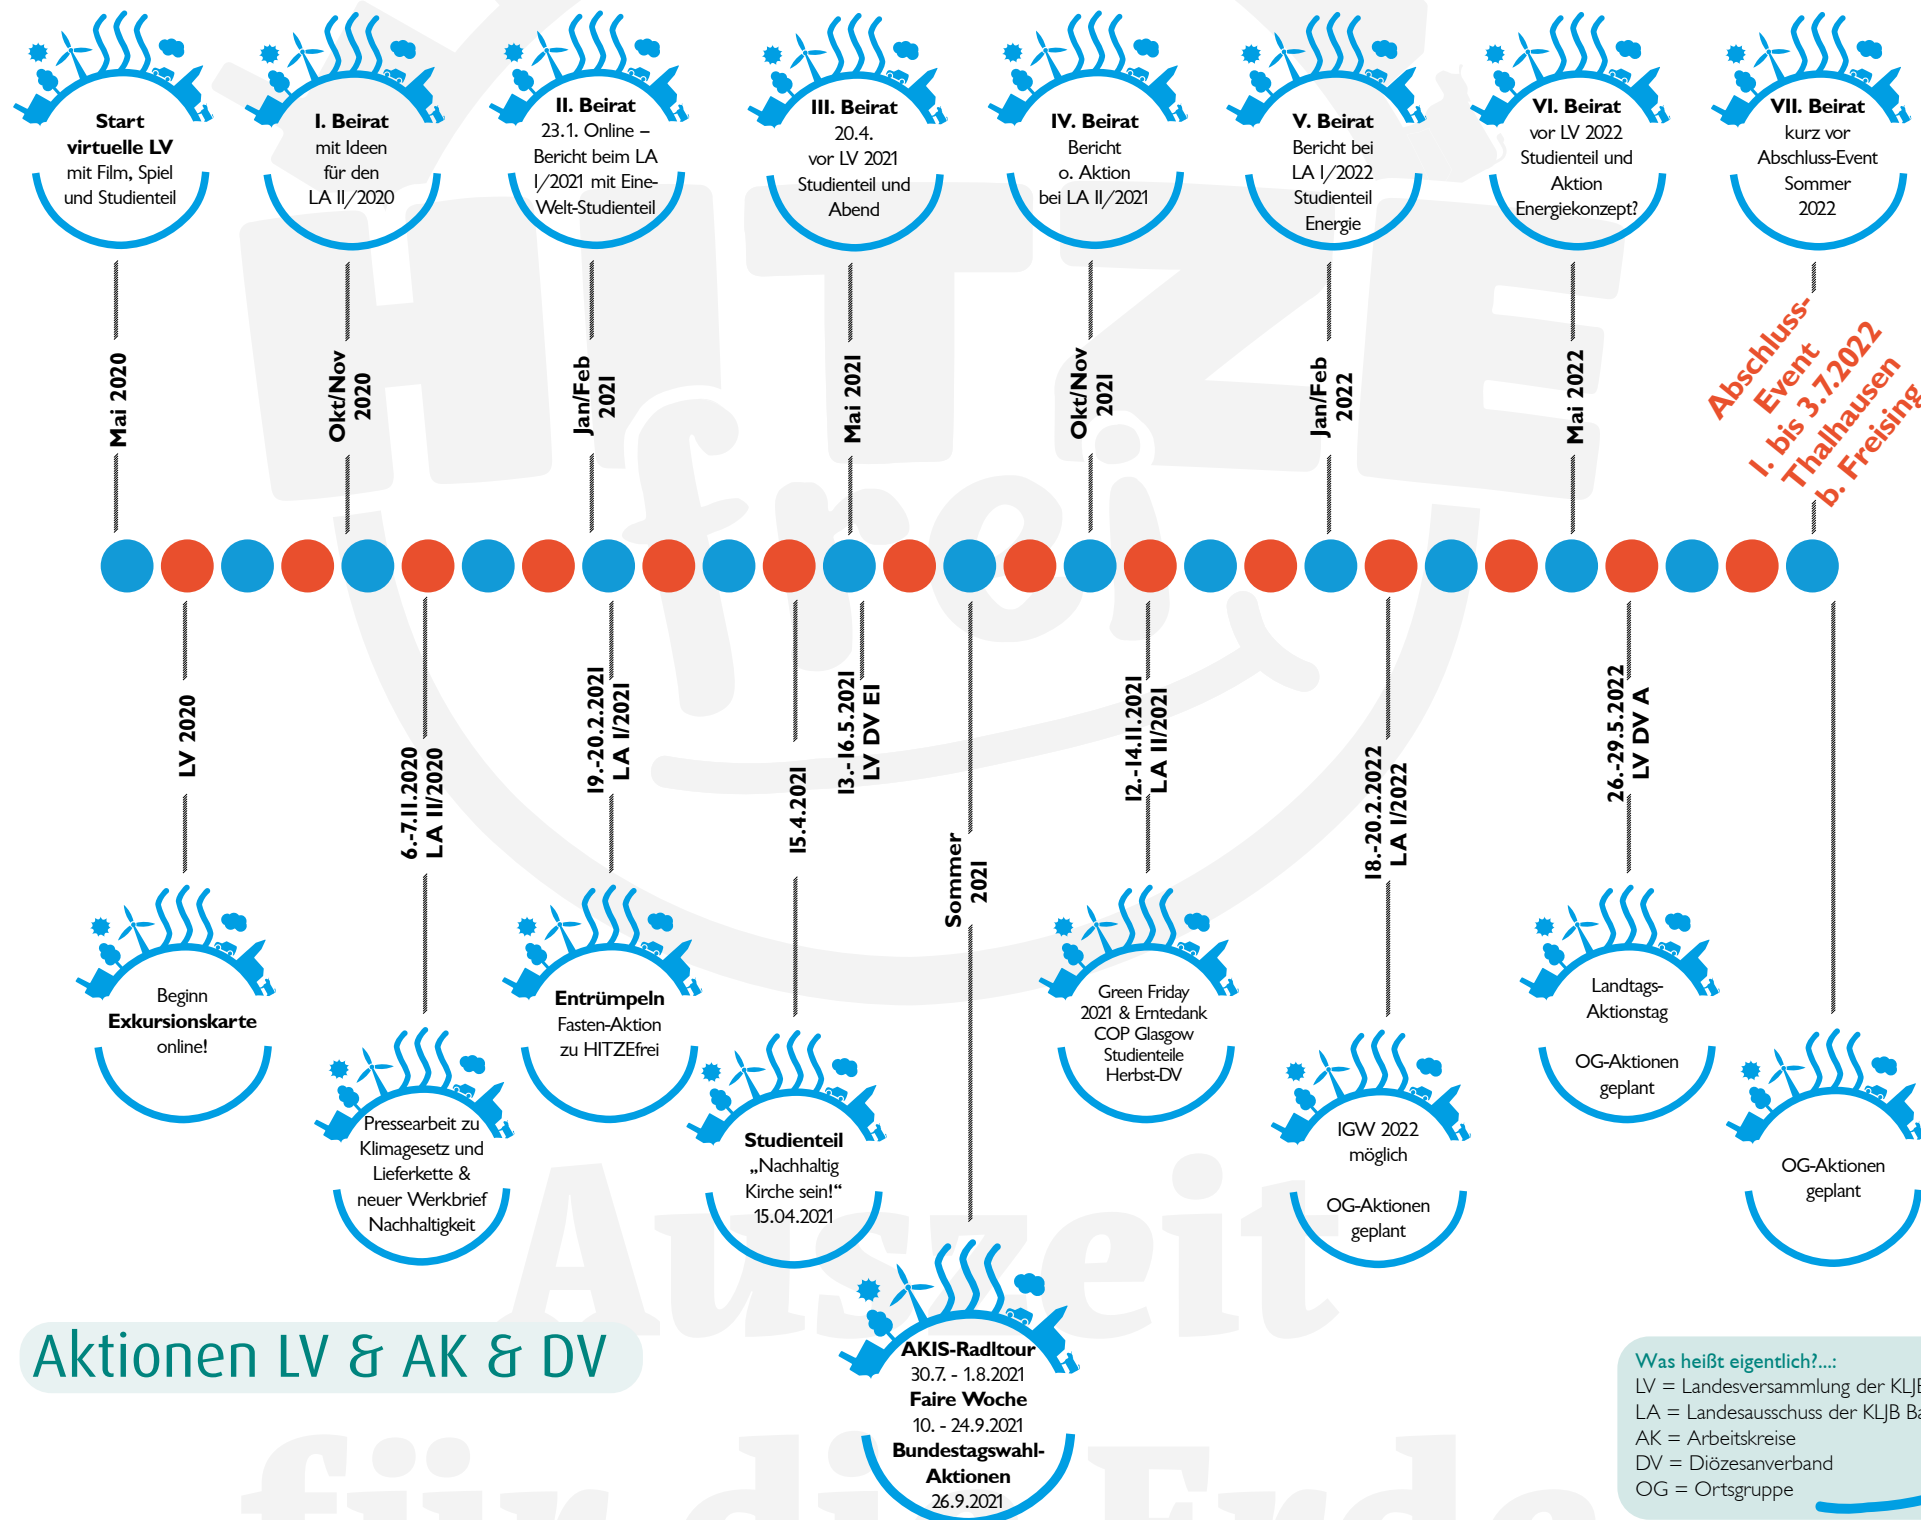 Start
virtuelle LV
mit Film, Spiel
und Studienteil
I. Beirat
mit Ideen
für den
LA II/2020
II. Beirat
23.1. Online –
Bericht beim LA
I/2021 mit Eine-
Welt-Studienteil
III. Beirat
20.4.
vor LV 2021
Studienteil und
Abend
IV. Beirat
Bericht
o. Aktion
bei LA II/2021
V. Beirat
Bericht bei
LA I/2022
Studienteil
Energie
VI. Beirat
vor LV 2022
Studienteil und
Aktion
Energiekonzept?
VII. Beirat
kurz vor
Abschluss-Event
Sommer
2022
Mai 2020
Okt/Nov
2020
Jan/Feb
2021
Mai 2021
Okt/Nov
2021
Jan/Feb
2022
Mai 2022
Abschluss-
Event
1. bis 3.7.2022
Thalhausen
b. Freising
HITZE
frei
LV 2020
6.-7.11.2020
LA II/2020
19.-20.2.2021
LA I/2021
15.4.2021
13.-16.5.2021
LV DV EI
Sommer
2021
12.-14.11.2021
LA II/2021
18.-20.2.2022
LA I/2022
26.-29.5.2022
LV DV A
Beginn
Exkursionskarte
online!
Pressearbeit zu
Klimagesetz und
Lieferkette &
neuer Werkbrief
Nachhaltigkeit
Entrümpeln
Fasten-Aktion
zu HITZEfrei
Studienteil
„Nachhaltig
Kirche sein!“
15.04.2021
AKIS-Radltour
30.7. - 1.8.2021
Faire Woche
10. - 24.9.2021
Bundestagswahl-
Aktionen
26.9.2021
Green Friday
2021 & Erntedank
COP Glasgow
Studienteile
Herbst-DV
IGW 2022
möglich
OG-Aktionen
geplant
Landtags-
Aktionstag
OG-Aktionen
geplant
OG-Aktionen
geplant
Auszeit
für die Erde
Aktionen LV & AK & DV
Was heißt eigentlich?...:
LV = Landesversammlung der KLJB
LA = Landesausschuss der KLJB Ba
AK = Arbeitskreise
DV = Diözesanverband
OG = Ortsgruppe